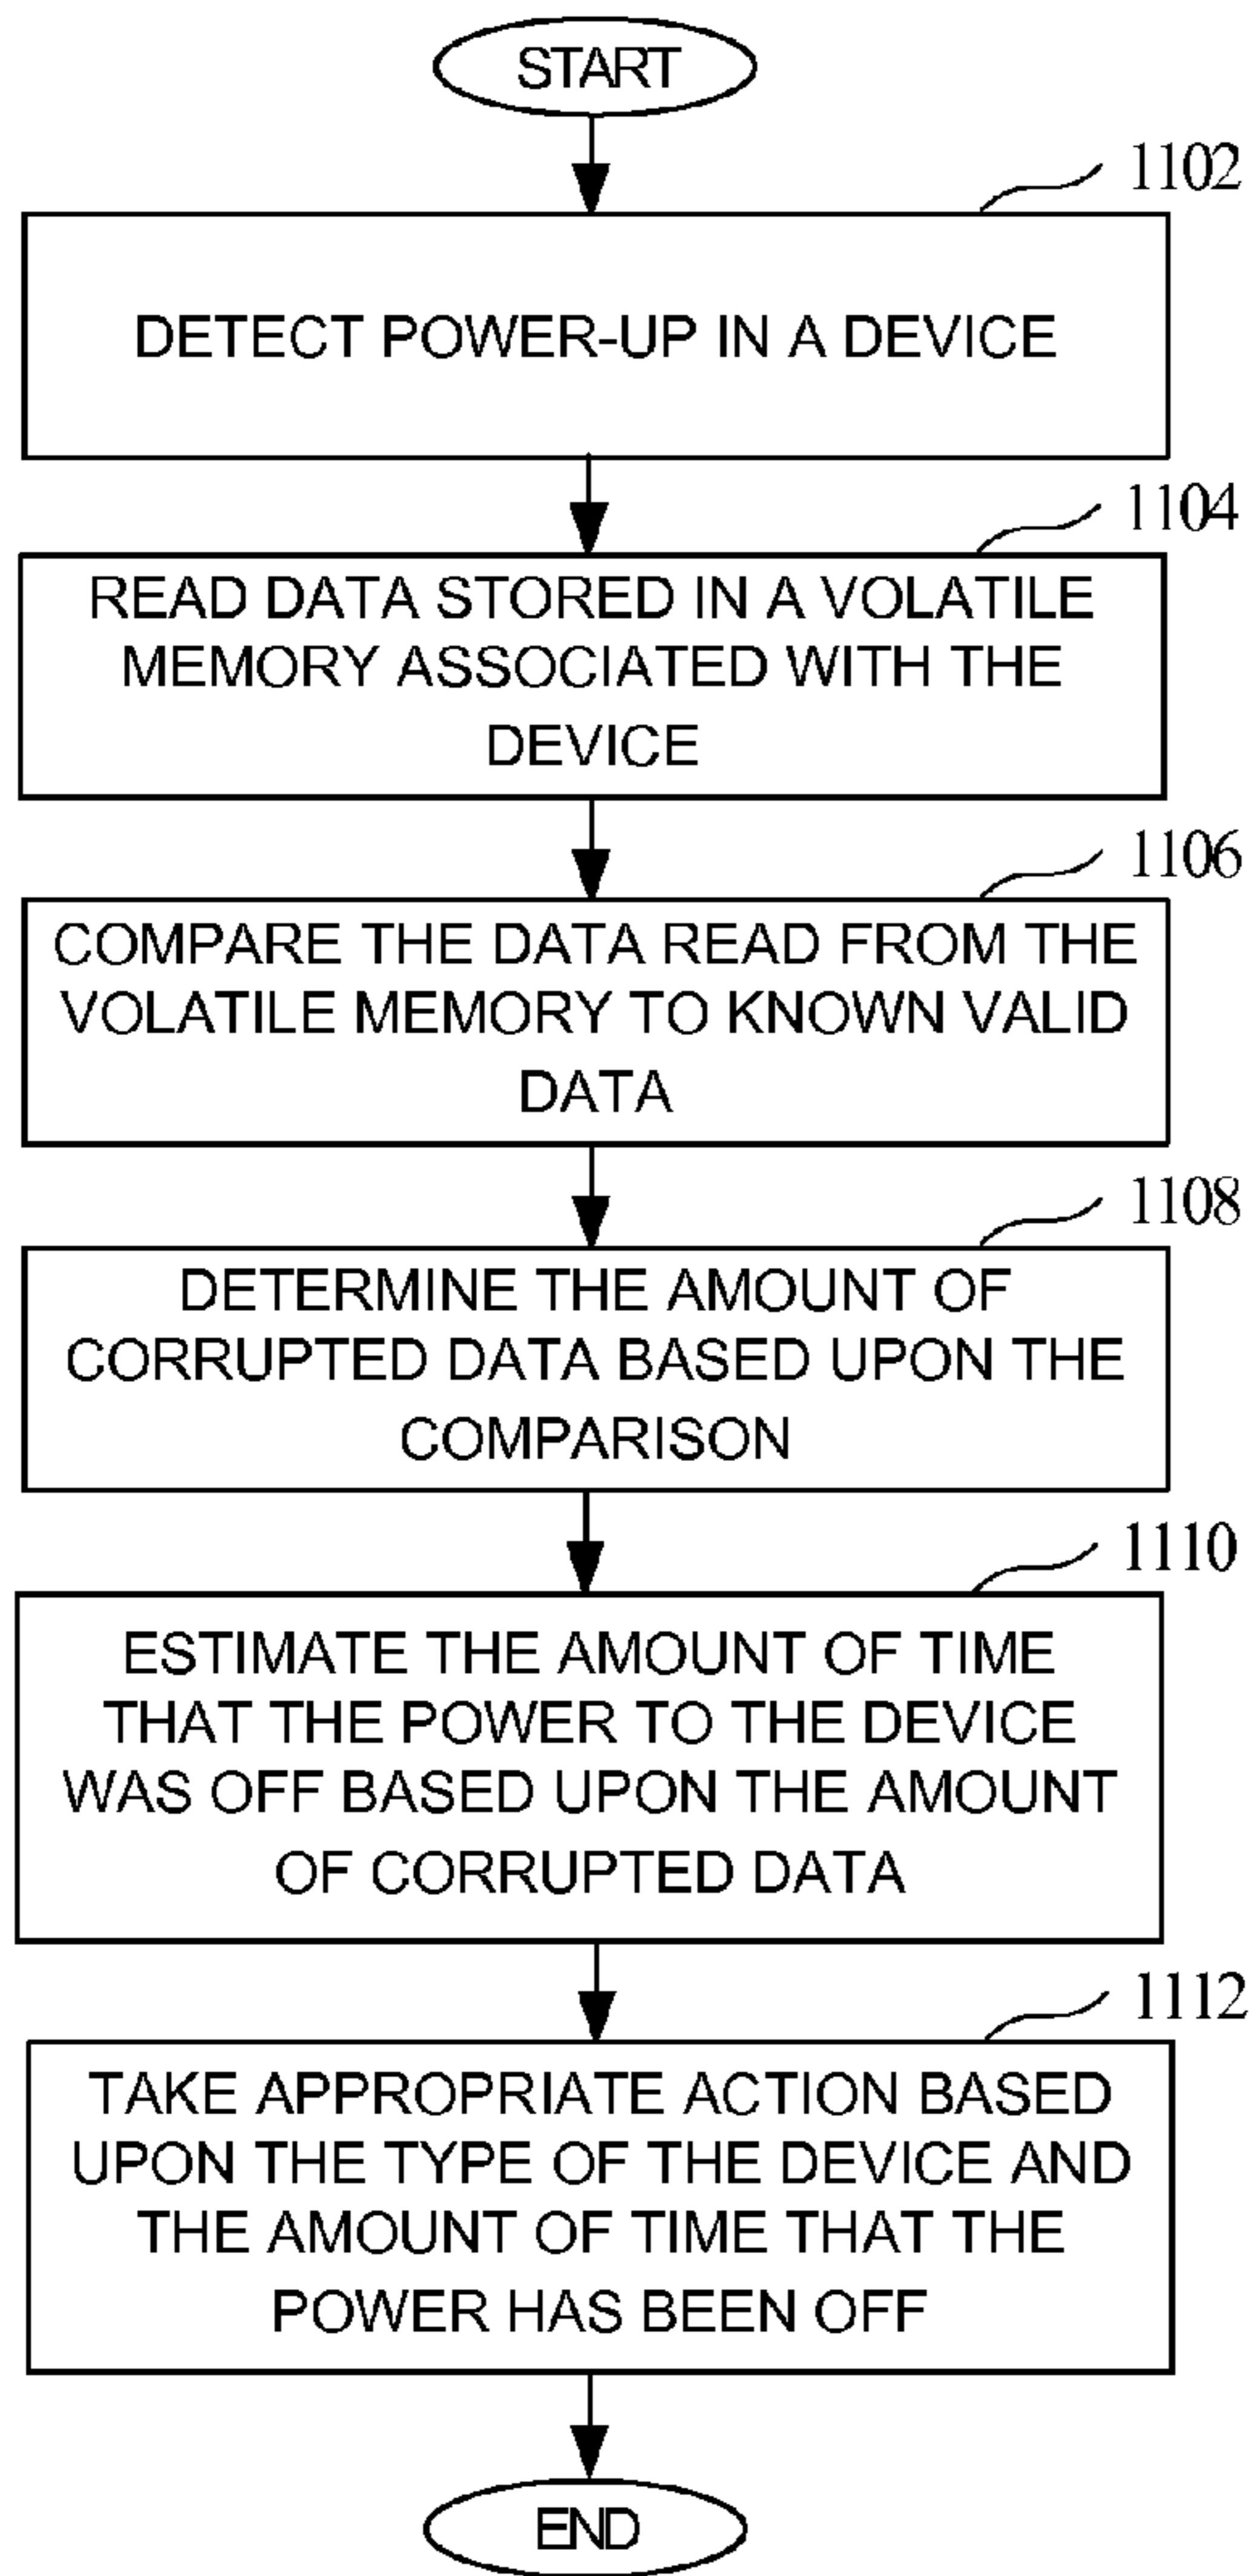 START
1102
DETECT POWER-UP IN A DEVICE
1104
READ DATA STORED IN A VOLATILE
MEMORY ASSOCIATED WITH THE
DEVICE
1106
COMPARE THE DATA READ FROM THE
VOLATILE MEMORY TO KNOWN VALID
DATA
1108
DETERMINE THE AMOUNT OF
CORRUPTED DATA BASED UPON THE
COMPARISON
1110
ESTIMATE THE AMOUNT OF TIME
THAT THE POWER TO THE DEVICE
WAS OFF BASED UPON THE AMOUNT
OF CORRUPTED DATA
1112
TAKE APPROPRIATE ACTION BASED
UPON THE TYPE OF THE DEVICE AND
THE AMOUNT OF TIME THAT THE
POWER HAS BEEN OFF
END